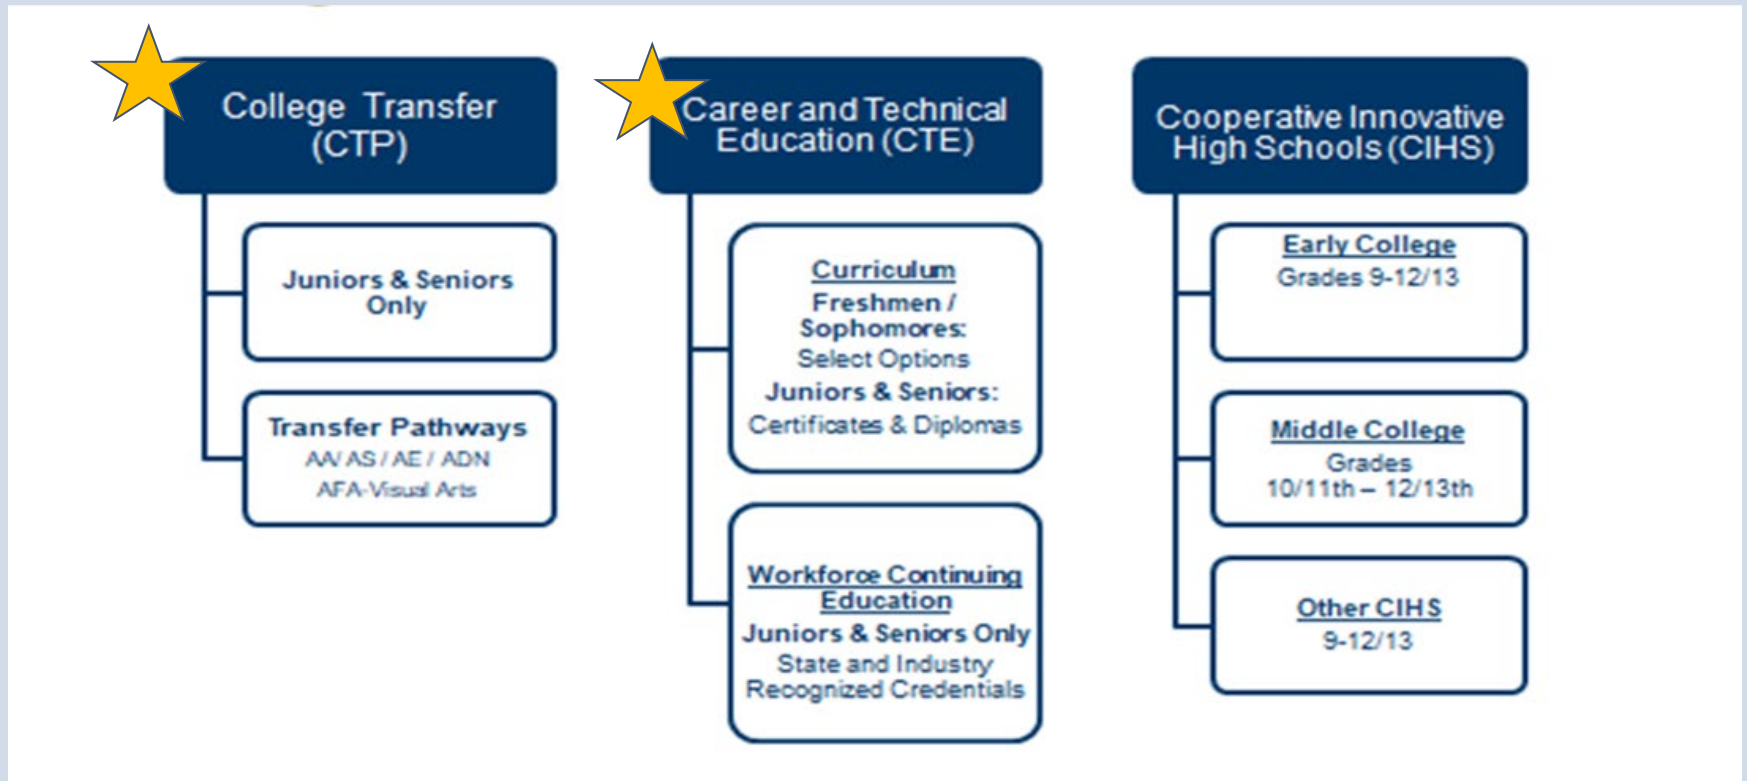 College Transfer
(CTP)
Juniors & Seniors
Only
Transfer Pathways
AA/ AS / AE / ADN
AFA-Visual Arts
Career and Technical
Education (CTE)
Curriculum
Freshmen /
Sophomores:
Select Options
Juniors & Seniors:
Certificates & Diplomas
Workforce Continuing
Education
Juniors & Seniors Only
State and Industry
Recognized Credentials
Cooperative Innovative
High Schools (CIHS)
Early College
Grades 9-12/13
Middle College
Grades
10/11th – 12/13th
Other CIHS
9-12/13